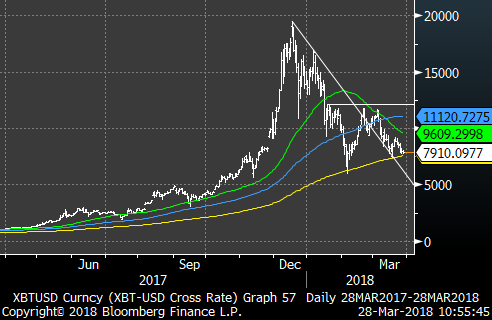 20000
15000
11120.7275
9609.2998
7910.0977
5000
0
Jun Sep Dec Mar
2017 2018
XBTUSD Curncy (XBT-USD Cross Rate) Graph 57 Daily 28MAR2017-28MAR2018
Copyright© 2018 Bloomberg Finance L.P. 28-Mar-2018 10:55:45